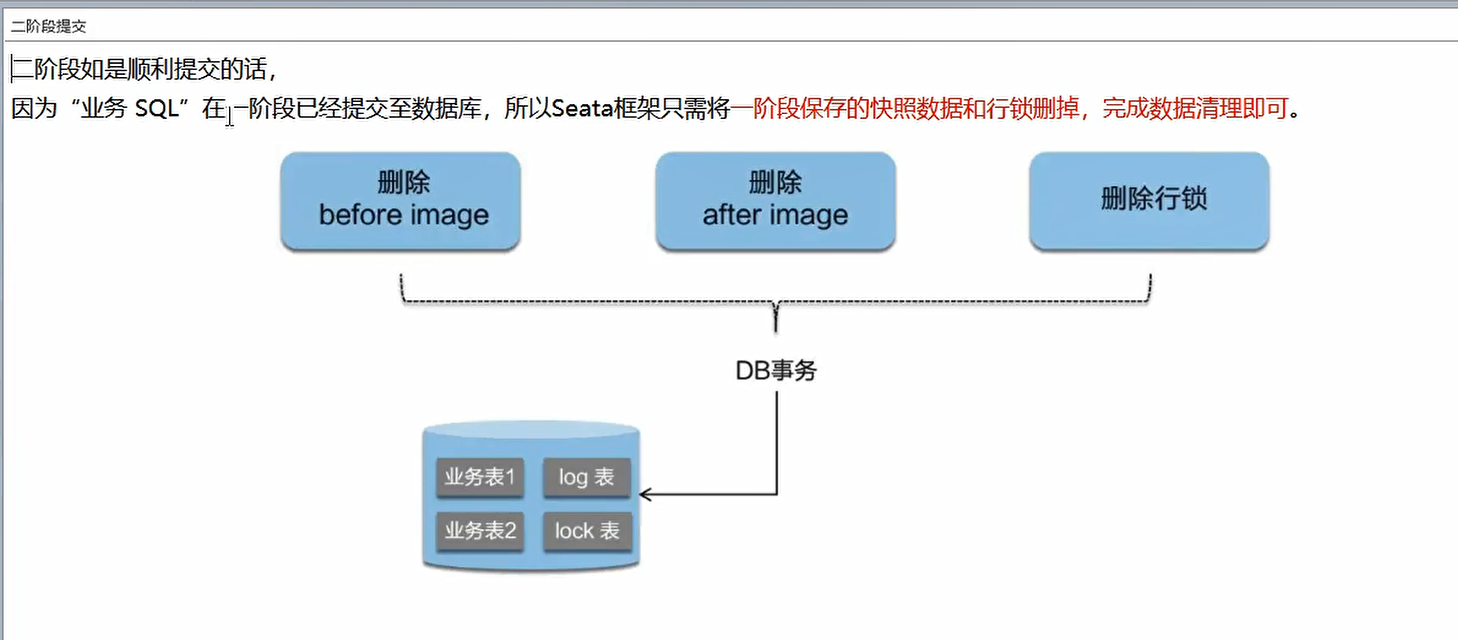 二阶段提交
二阶段如是顺利提交的话，
因为“业务 SQL”在一阶段已经提交至数据库，所以Seata框架只需将一阶段保存的快照数据和行锁删掉，完成数据清理即可。
删除
before image
删除
after image
删除行锁
DB事务
业务表1
log 表
业务表2
lock 表